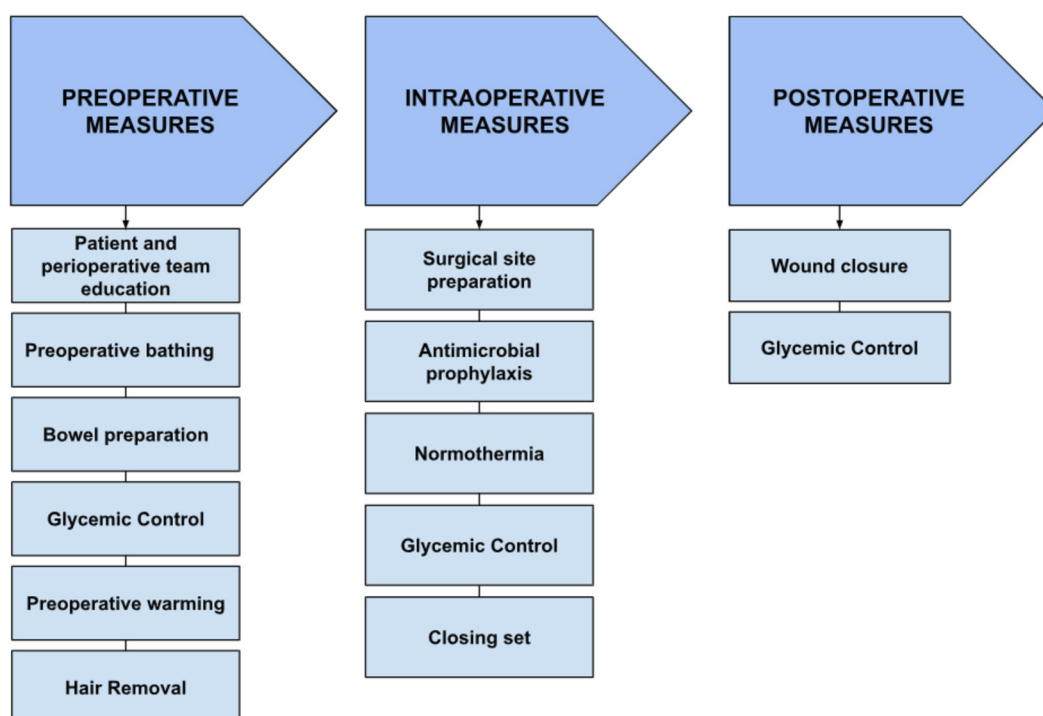 PREOPERATIVE
MEASURES
Patient and
perioperative team
education
Preoperative bathing
Bowel preparation
Glycemic Control
Preoperative warming
Hair Removal
INTRAOPERATIVE
MEASURES
Surgical site
preparation
Antimicrobial
prophylaxis
Normothermia
Glycemic Control
Closing set
POSTOPERATIVE
MEASURES
Wound closure
Glycemic Control